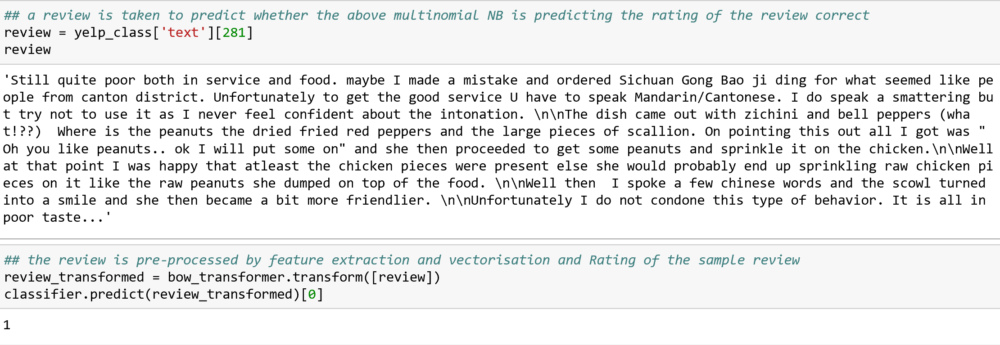 ## a review is taken to predict whether the above multinomial NB is predicting the rating of the review correct
review = yelp_class['text'][281]
review
'Still quite poor both in service and food. maybe I made a mistake and ordered Sichuan Gong Bao ji ding for what seemed like pe
ople from canton district. Unfortunately to get the good service U have to speak Mandarin/Cantonese. I do speak a smattering bu
t try not to use it as I never feel confident about the intonation. \n\nThe dish came out with zichini and bell peppers (wha
t!??)  Where is the peanuts the dried fried red peppers and the large pieces of scallion. On pointing this out all I got was "
Oh you like peanuts.. ok I will put some on" and she then proceeded to get some peanuts and sprinkle it on the chicken.\n\nWell
at that point I was happy that atleast the chicken pieces were present else she would probably end up sprinkling raw chicken pi
eces on it like the raw peanuts she dumped on top of the food. \n\nWell then  I spoke a few chinese words and the scowl turned
into a smile and she then became a bit more friendlier. \n\nUnfortunately I do not condone this type of behavior. It is all in
poor taste...'
## the review is pre-processed by feature extraction and vectorisation and Rating of the sample review
review_transformed = bow_transformer.transform([review])
classifier.predict(review_transformed)[0]
1